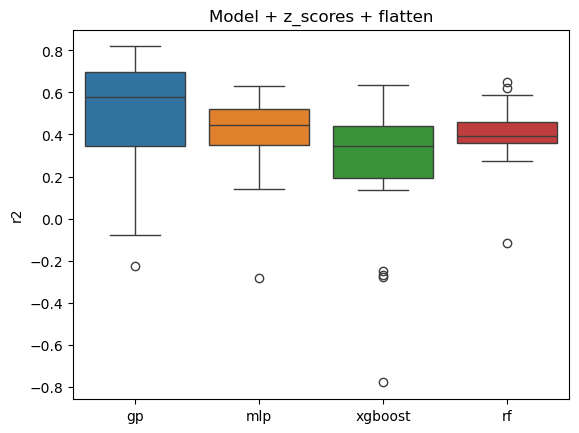 Model + z_scores + flatten
r2
0.8
0.6
0.4
0.2
0.0
−0.2
−0.4
−0.6
−0.8
gp
mlp
xgboost
rf